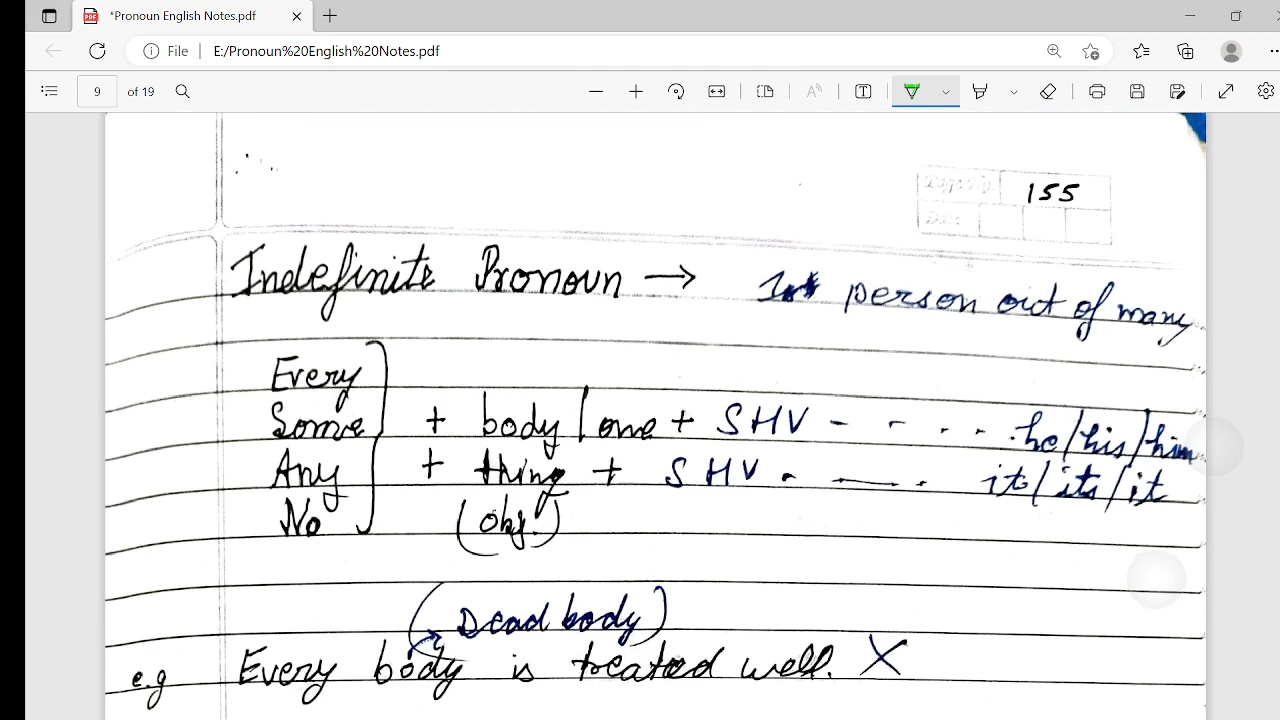 *Pronoun English Notes.pdf
File | E:/Pronoun%20English%20Notes.pdf
9 of 19
155
Indefinite Pronoun → person out of many
Every
Some + body / one + SHV - - . . . he/his/him
Any + thing + SHV . — . . it/its/it
No (obj.)
(Dead body)
e.g Every body is treated well. X